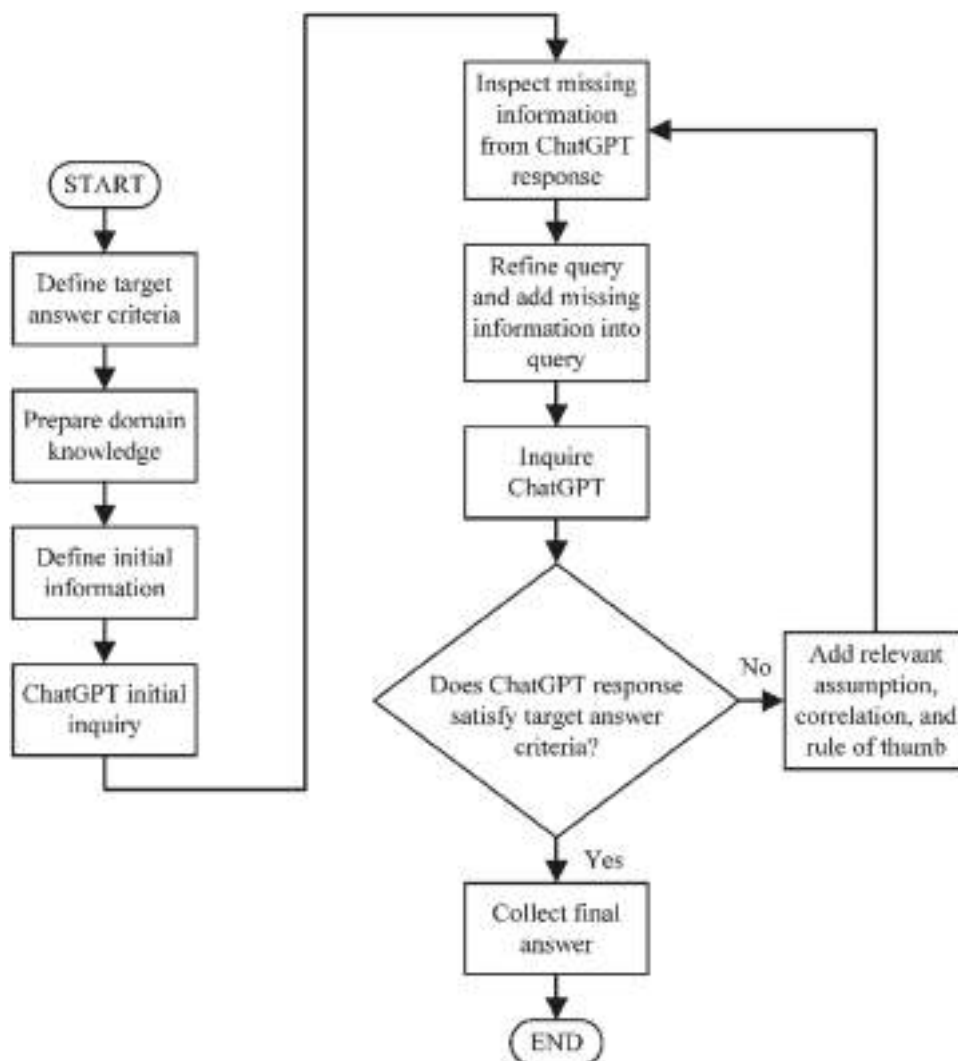 START
Define target
answer criteria
Prepare domain
knowledge
Define initial
information
ChatGPT initial
inquiry
Inspect missing
information
from ChatGPT
response
Refine query
and add missing
information into
query
Inquire
ChatGPT
Does ChatGPT response
satisfy target answer
criteria?
No
Add relevant
assumption,
correlation, and
rule of thumb
Yes
Collect final
answer
END